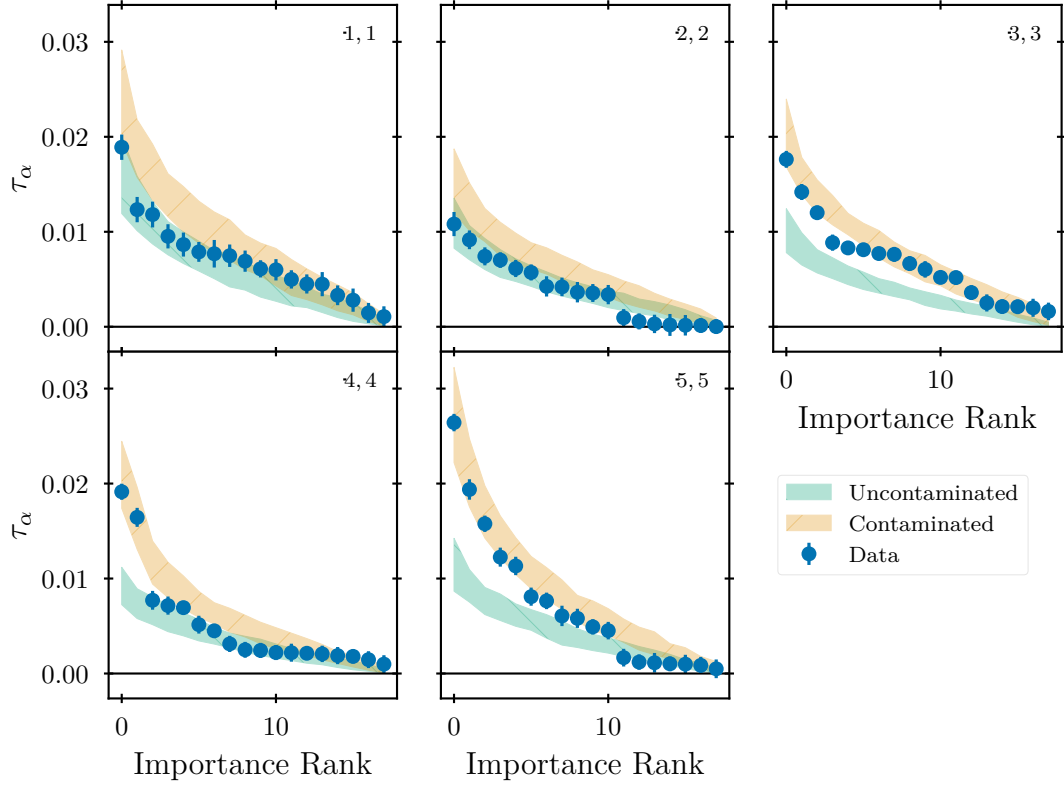 ·1, 1
·2, 2
·3, 3
0.03
0.02
0.01
0.00
τα
0
10
Importance Rank
·4, 4
·5, 5
0.03
0.02
0.01
0.00
τα
0
10
Importance Rank
0
10
Importance Rank
Uncontaminated
Contaminated
Data